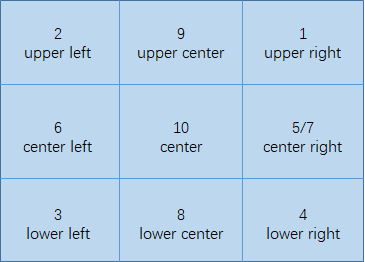 2
upper left
9
upper center
1
upper right
6
center left
10
center
5/7
center right
3
lower left
8
lower center
4
lower right